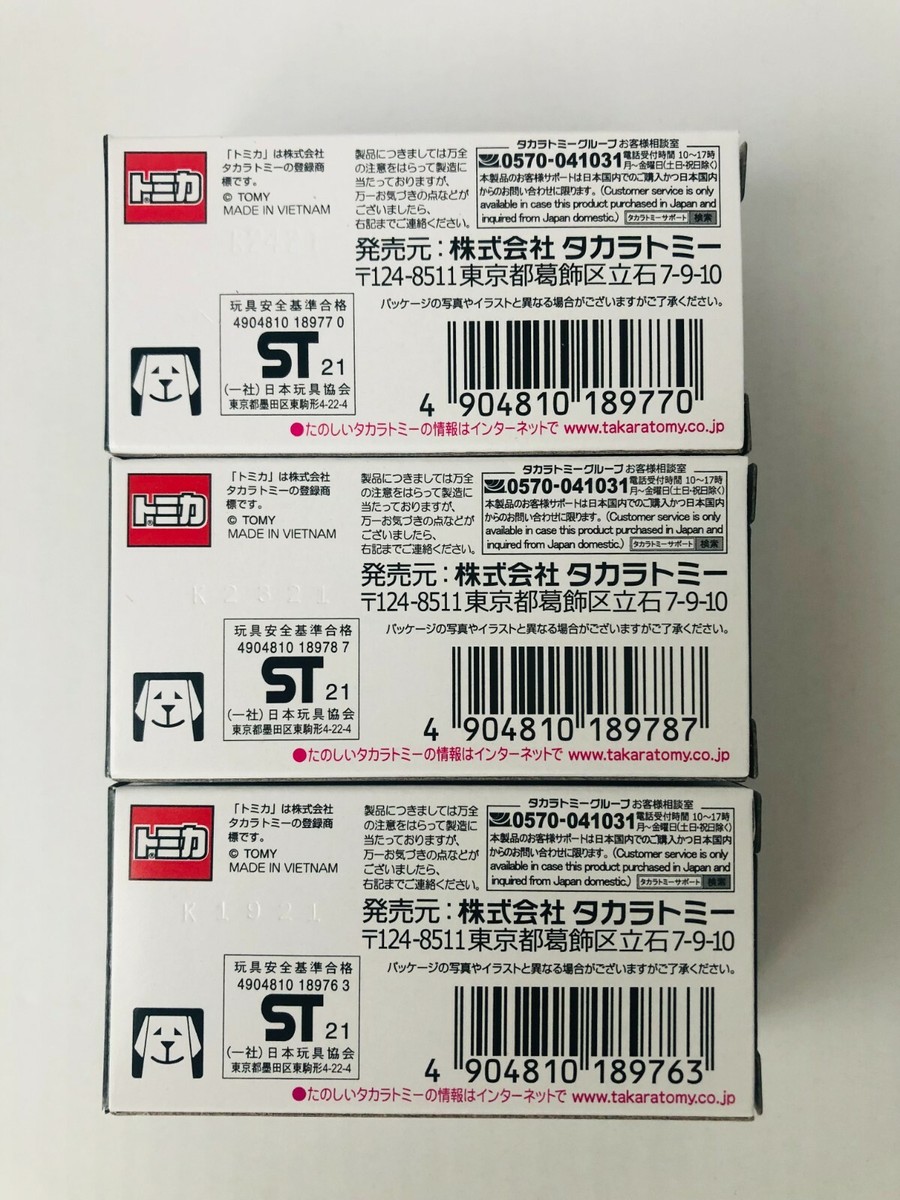 トミカ
「トミカ」は株式会社
タカラトミーの登録商
標です。
© TOMY
MADE IN VIETNAM
製品につきましては万全
の注意をはらって製造に
当たっておりますが、
万一お気づきの点などが
ございましたら、
右記までご連絡ください。
タカラトミーグループお客様相談室
0570-041031 電話受付時間 10〜17時
月〜金曜日(土日・祝日除く)
本製品のお客様サポートは日本国内でのご購入かつ日本国内
からのお問い合わせに限ります。(Customer service is only
available in case this product purchased in Japan and
inquired from Japan domestic.) タカラトミーサポート 検索
発売元:株式会社 タカラトミー
〒124-8511東京都葛飾区立石7-9-10
パッケージの写真やイラストと異なる場合がございますがご了承ください。
玩具安全基準合格
4904810 18977 0
ST 21
(一社)日本玩具協会
東京都墨田区東駒形4-22-4
4 904810 189770
●たのしいタカラトミーの情報はインターネットで www.takaratomy.co.jp
トミカ
「トミカ」は株式会社
タカラトミーの登録商
標です。
© TOMY
MADE IN VIETNAM
K2321
製品につきましては万全
の注意をはらって製造に
当たっておりますが、
万一お気づきの点などが
ございましたら、
右記までご連絡ください。
タカラトミーグループお客様相談室
0570-041031 電話受付時間 10〜17時
月〜金曜日(土日・祝日除く)
本製品のお客様サポートは日本国内でのご購入かつ日本国内
からのお問い合わせに限ります。(Customer service is only
available in case this product purchased in Japan and
inquired from Japan domestic.) タカラトミーサポート 検索
発売元:株式会社 タカラトミー
〒124-8511東京都葛飾区立石7-9-10
パッケージの写真やイラストと異なる場合がございますがご了承ください。
玩具安全基準合格
4904810 18978 7
ST 21
(一社)日本玩具協会
東京都墨田区東駒形4-22-4
4 904810 189787
●たのしいタカラトミーの情報はインターネットで www.takaratomy.co.jp
トミカ
「トミカ」は株式会社
タカラトミーの登録商
標です。
© TOMY
MADE IN VIETNAM
K1921
製品につきましては万全
の注意をはらって製造に
当たっておりますが、
万一お気づきの点などが
ございましたら、
右記までご連絡ください。
タカラトミーグループお客様相談室
0570-041031 電話受付時間 10〜17時
月〜金曜日(土日・祝日除く)
本製品のお客様サポートは日本国内でのご購入かつ日本国内
からのお問い合わせに限ります。(Customer service is only
available in case this product purchased in Japan and
inquired from Japan domestic.) タカラトミーサポート 検索
発売元:株式会社 タカラトミー
〒124-8511東京都葛飾区立石7-9-10
パッケージの写真やイラストと異なる場合がございますがご了承ください。
玩具安全基準合格
4904810 18976 3
ST 21
(一社)日本玩具協会
東京都墨田区東駒形4-22-4
4 904810 189763
●たのしいタカラトミーの情報はインターネットで www.takaratomy.co.jp